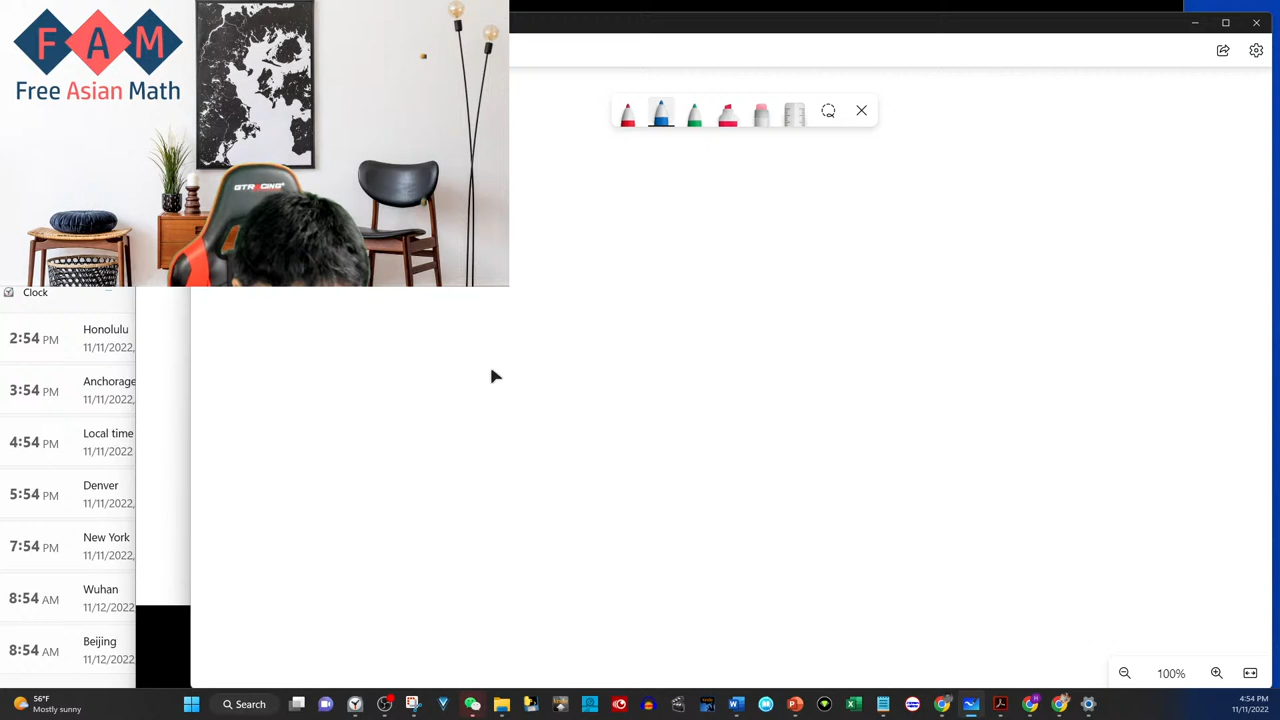 F A M
Free Asian Math
GTRACING
Clock
2:54 PM Honolulu
11/11/2022,
3:54 PM Anchorage
11/11/2022,
4:54 PM Local time
11/11/2022
5:54 PM Denver
11/11/2022,
7:54 PM New York
11/11/2022,
8:54 AM Wuhan
11/12/2022,
8:54 AM Beijing
11/12/2022,
100%
56°F
Mostly sunny
Search
4:54 PM
11/11/2022